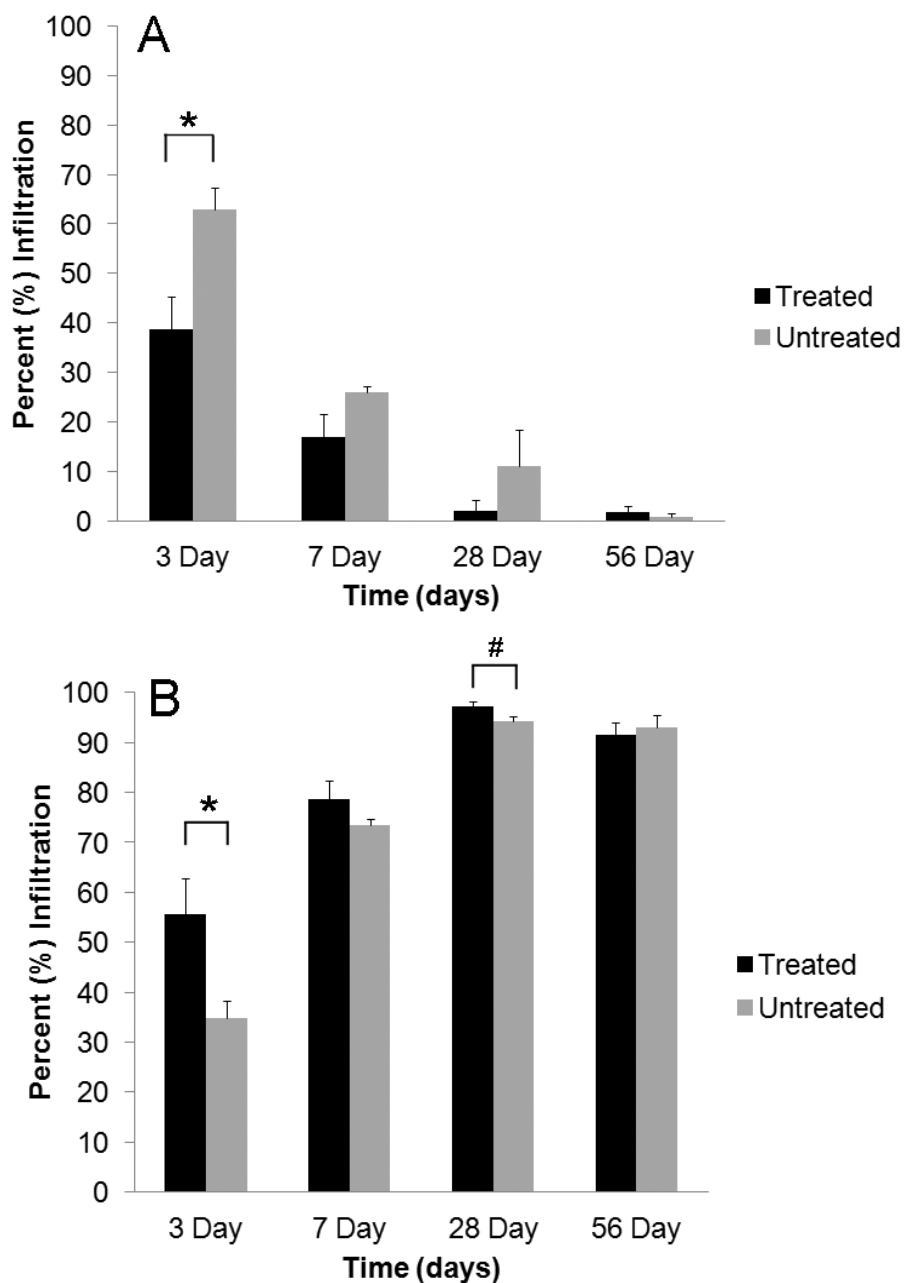 A
100
90
80
70
60
50
40
30
20
10
0
Percent (%) Infiltration
*
Treated
Untreated
3 Day 7 Day 28 Day 56 Day
Time (days)
B
100
90
80
70
60
50
40
30
20
10
0
Percent (%) Infiltration
*
#
Treated
Untreated
3 Day 7 Day 28 Day 56 Day
Time (days)